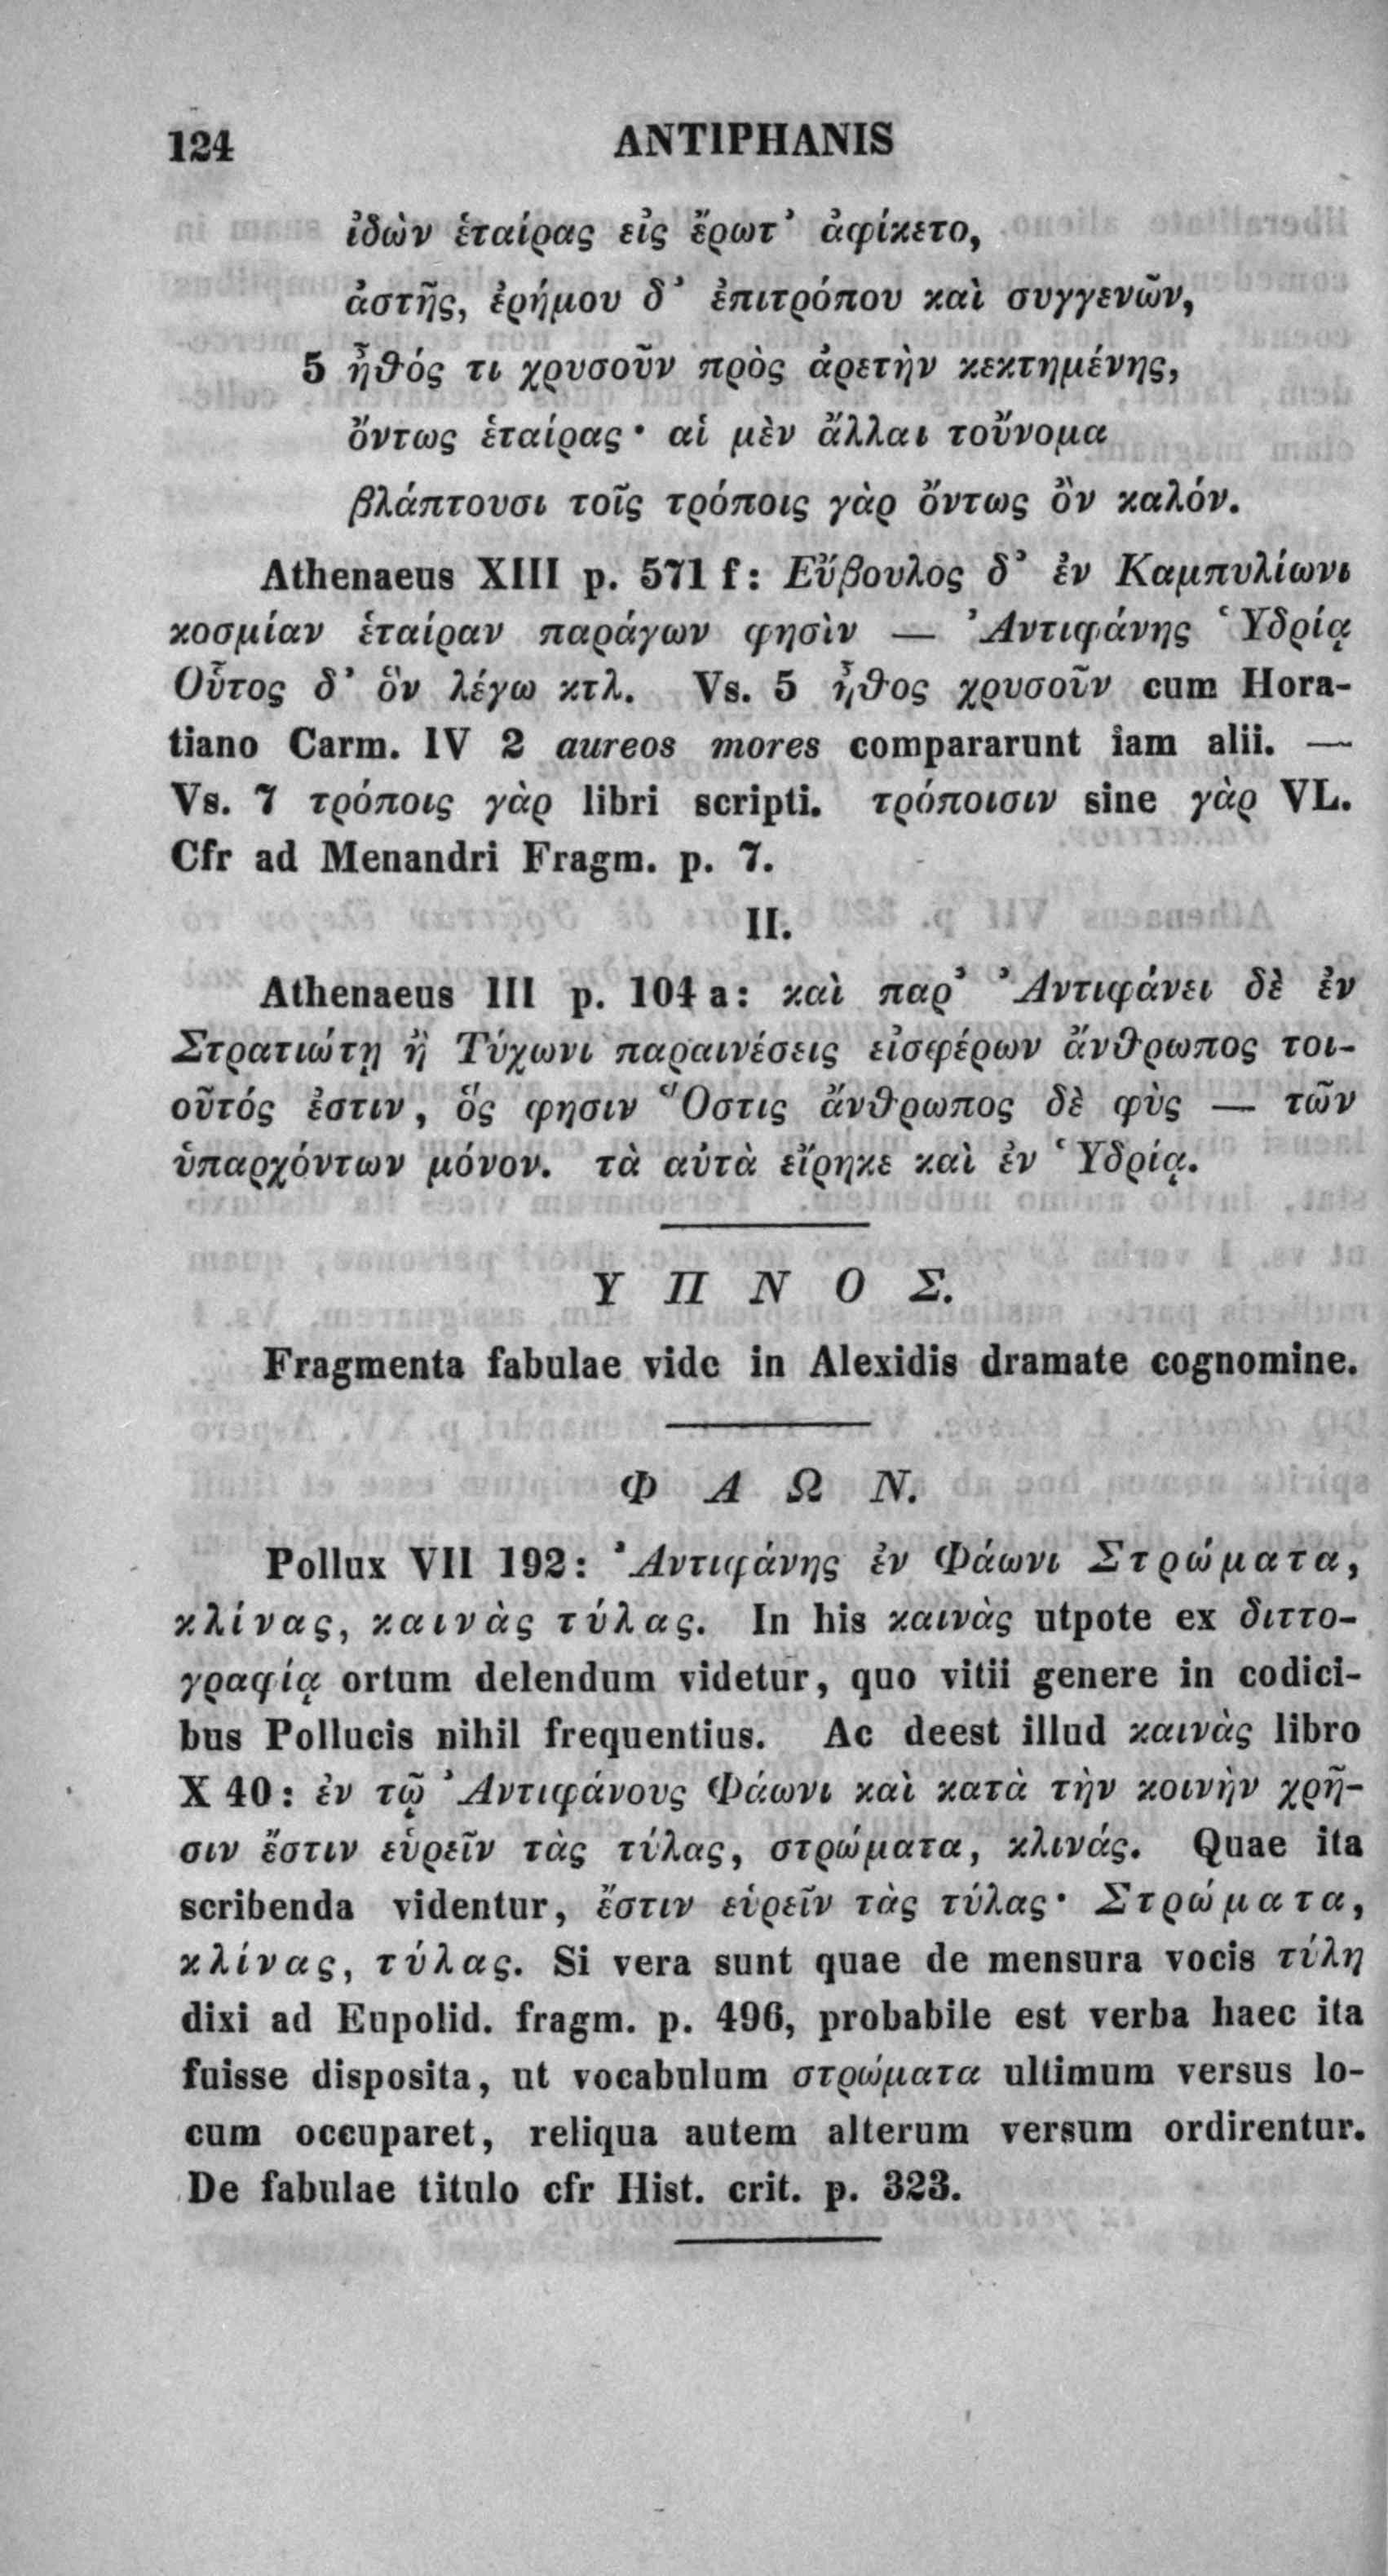 124 ANTIPHANIS
ἰδὼν ἑταίρας εἰς ἔρωτ᾽ ἀφίκετο,
ἀστῆς, ἐρήμου δ᾽ ἐπιτρόπου καὶ συγγενῶν,
5 ἦθός τι χρυσοῦν πρὸς ἀρετὴν κεκτημένης,
ὄντως ἑταίρας· αἱ μὲν ἄλλαι τοὔνομα
βλάπτουσι τοῖς τρόποις γὰρ ὄντως ὂν καλόν.
Athenaeus XIII p. 571 f: Εὔβουλος δ᾽ ἐν Καμπυλίωνι
κοσμίαν ἑταίραν παράγων φησὶν — Ἀντιφάνης Ὑδρίᾳ
Οὗτος δ᾽ ὃν λέγω κτλ. Vs. 5 ἦθος χρυσοῦν cum Hora-
tiano Carm. IV 2 aureos mores compararunt iam alii. —
Vs. 7 τρόποις γὰρ libri scripti. τρόποισιν sine γὰρ VL.
Cfr ad Menandri Fragm. p. 7.
II.
Athenaeus III p. 104 a: καὶ παρ᾽ Ἀντιφάνει δὲ ἐν
Στρατιώτῃ ἢ Τύχωνι παραινέσεις εἰσφέρων ἄνθρωπος τοι-
οῦτός ἐστιν, ὅς φησιν Ὅστις ἄνθρωπος δὲ φὺς — τῶν
ὑπαρχόντων μόνον. τὰ αὐτὰ εἴρηκε καὶ ἐν Ὑδρίᾳ.
Υ Π Ν Ο Σ.
Fragmenta fabulae vide in Alexidis dramate cognomine.
Φ Α Ω Ν.
Pollux VII 192: Ἀντιφάνης ἐν Φάωνι Στρώματα,
κλίνας, καινὰς τύλας. In his καινὰς utpote ex διττο-
γραφίᾳ ortum delendum videtur, quo vitii genere in codici-
bus Pollucis nihil frequentius. Ac deest illud καινὰς libro
X 40: ἐν τῷ Ἀντιφάνους Φάωνι καὶ κατὰ τὴν κοινὴν χρῆ-
σιν ἔστιν εὑρεῖν τὰς τύλας, στρώματα, κλινάς. Quae ita
scribenda videntur, ἔστιν εὑρεῖν τὰς τύλας· Στρώματα,
κλίνας, τύλας. Si vera sunt quae de mensura vocis τύλη
dixi ad Eupolid. fragm. p. 496, probabile est verba haec ita
fuisse disposita, ut vocabulum στρώματα ultimum versus lo-
cum occuparet, reliqua autem alterum versum ordirentur.
De fabulae titulo cfr Hist. crit. p. 323.